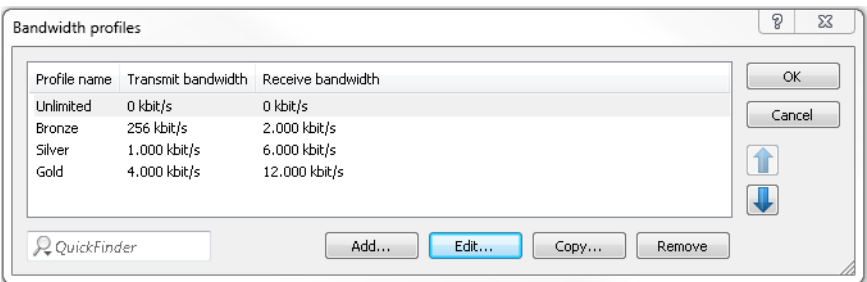 Bandwidth profiles
Profile name Transmit bandwidth Receive bandwidth
Unlimited 0 kbit/s 0 kbit/s
Bronze 256 kbit/s 2.000 kbit/s
Silver 1.000 kbit/s 6.000 kbit/s
Gold 4.000 kbit/s 12.000 kbit/s
OK
Cancel
QuickFinder
Add... Edit... Copy... Remove